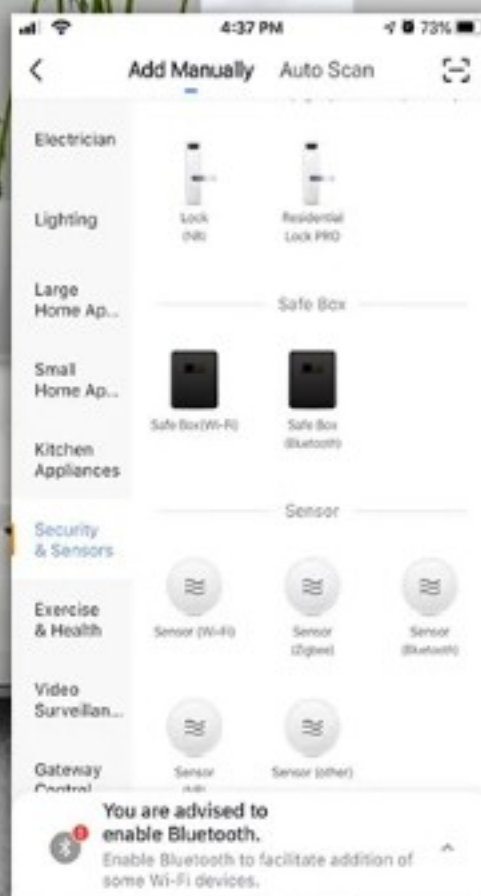 4:37 PM
73%
Add Manually Auto Scan
Electrician
Lighting
Large
Home Ap...
Small
Home Ap...
Kitchen
Appliances
Security
& Sensors
Exercise
& Health
Video
Surveillan...
Gateway
Control
Lock
(NB)
Residential
Lock PRO
Safe Box
Safe Box(Wi-Fi)
Safe Box
(Bluetooth)
Sensor
Sensor (Wi-Fi)
Sensor
(Zigbee)
Sensor
(Bluetooth)
Sensor
(NB)
Sensor (other)
You are advised to
enable Bluetooth.
Enable Bluetooth to facilitate addition of
some Wi-Fi devices.